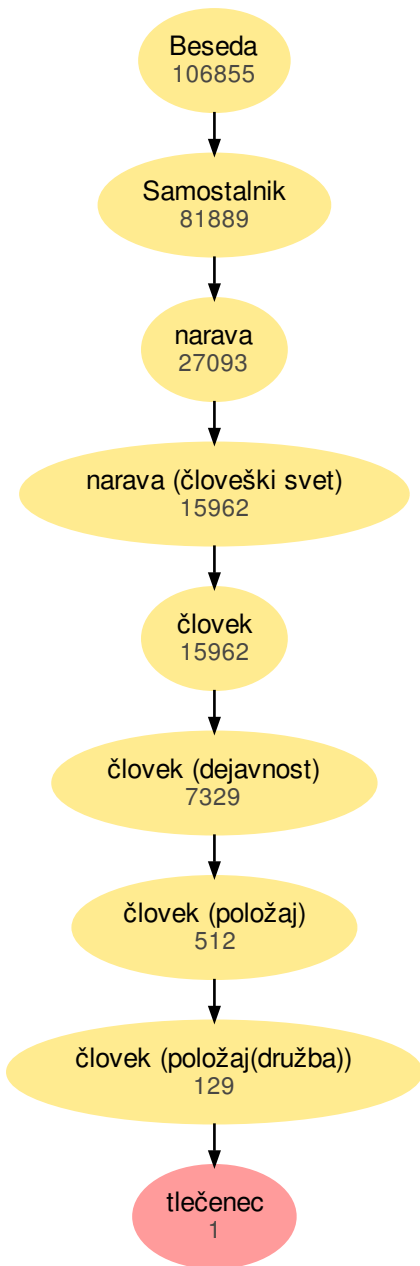 Beseda
106855
Samostalnik
81889
narava
27093
narava (človeški svet)
15962
človek
15962
človek (dejavnost)
7329
človek (položaj)
512
človek (položaj(družba))
129
tlečenec
1